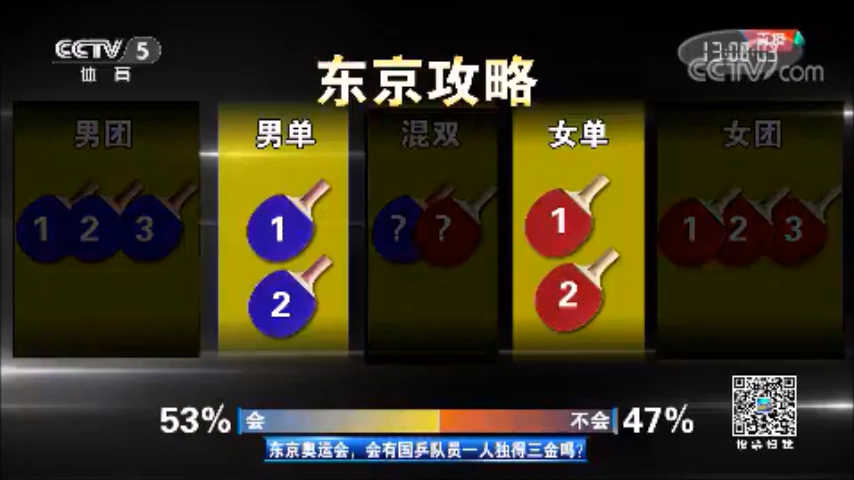 CCTV 5
体育
CCTV.com
东京攻略
男团
男单
混双
女单
女团
1 2 3
1
2
? ?
1
2
1 2 3
53% 会
不会 47%
东京奥运会，会有国乒队员一人独得三金吗？